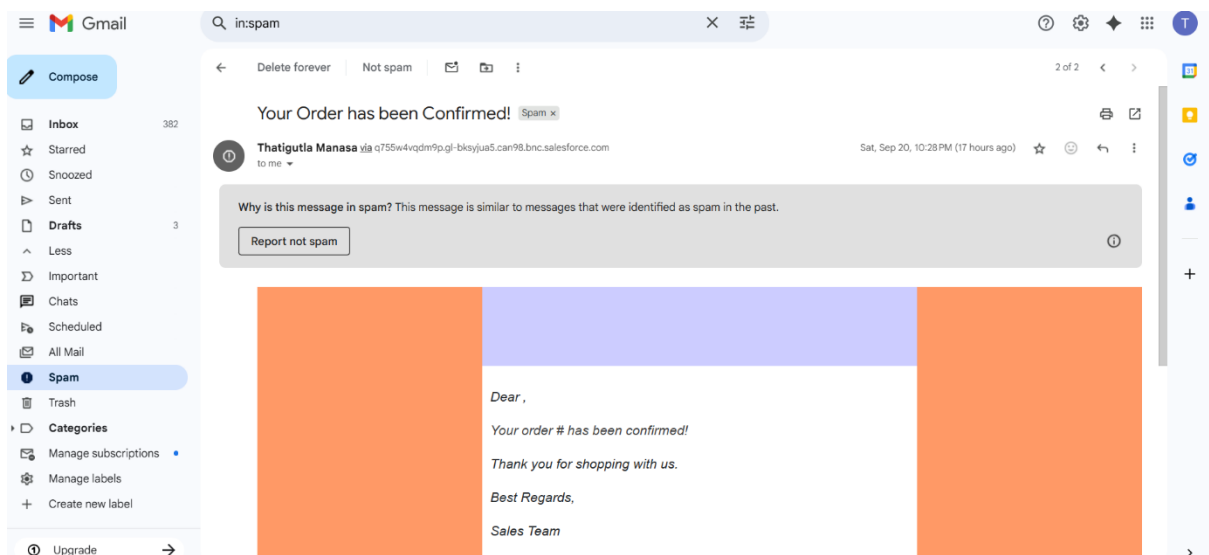 Gmail
in:spam
T
Compose
Delete forever
Not spam
2 of 2
31
Your Order has been Confirmed!
Spam ×
Inbox 382
Starred
Snoozed
Sent
Drafts 3
Less
Important
Chats
Scheduled
All Mail
Spam
Trash
Categories
Manage subscriptions
Manage labels
Create new label
Upgrade
Thatigutla Manasa via q755w4vqdm9p.gl-bksyjua5.can98.bnc.salesforce.com
Sat, Sep 20, 10:28 PM (17 hours ago)
to me
Why is this message in spam? This message is similar to messages that were identified as spam in the past.
Report not spam
Dear ,
Your order # has been confirmed!
Thank you for shopping with us.
Best Regards,
Sales Team